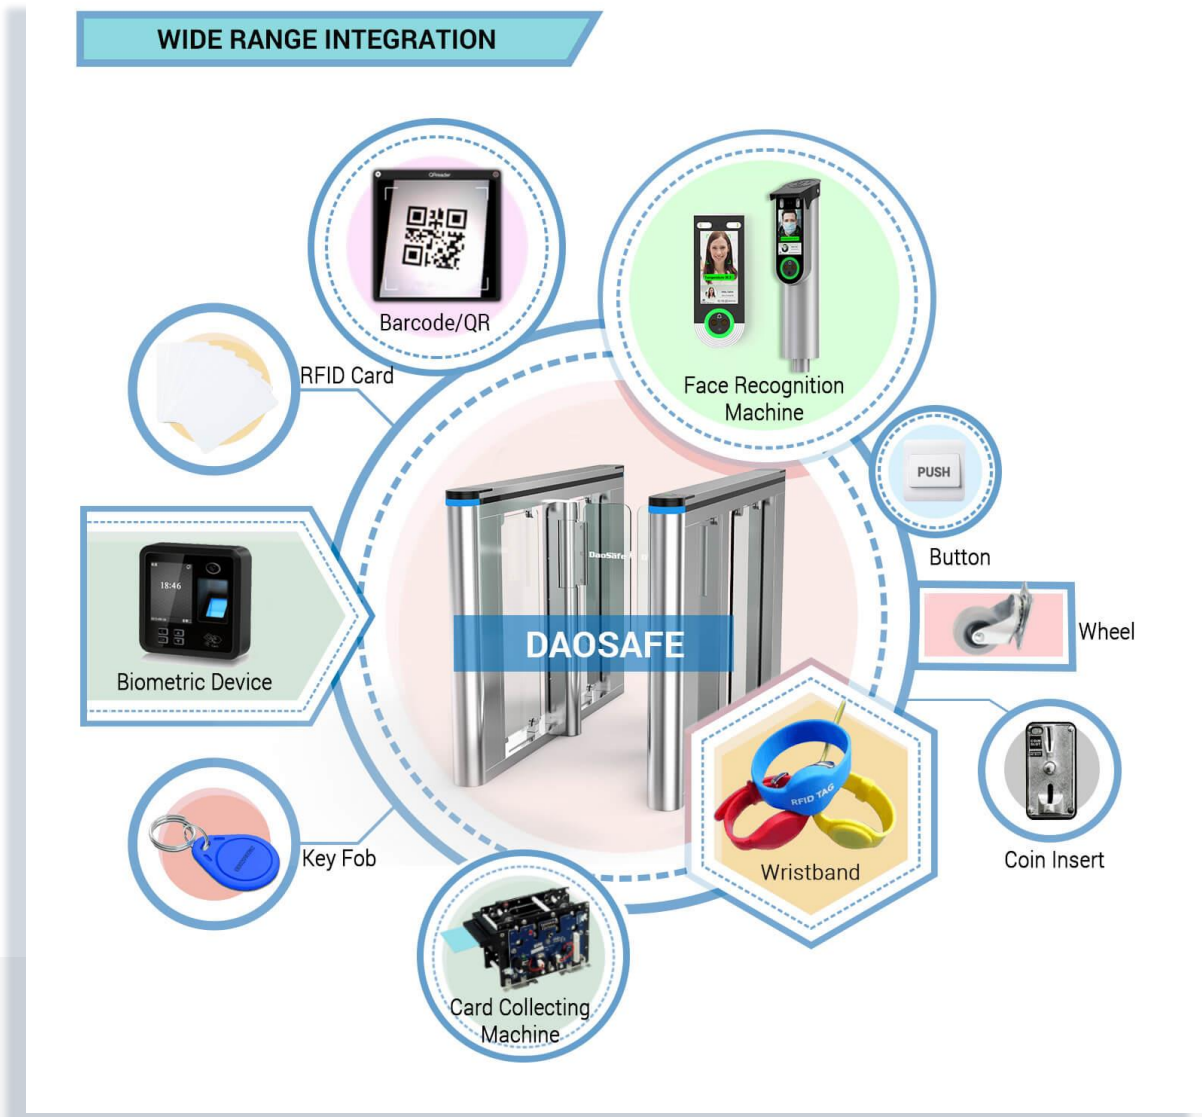 WIDE RANGE INTEGRATION
QReader
Barcode/QR
Face Recognition
Machine
RFID Card
PUSH
Button
DaoSafe
18:46
Biometric Device
DAOSAFE
Wheel
RFID TAG
Wristband
Coin Insert
Key Fob
Card Collecting
Machine